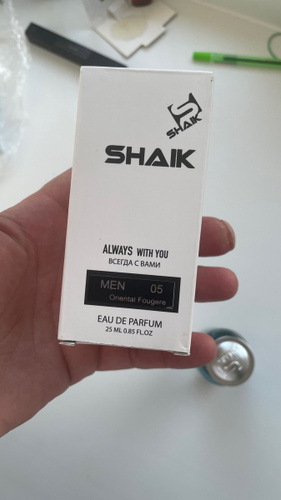 SHAIK
SHAIK
ALWAYS WITH YOU
ВСЕГДА С ВАМИ
MEN 05
Oriental Fougere
EAU DE PARFUM
25 ML 0.85 FL.OZ